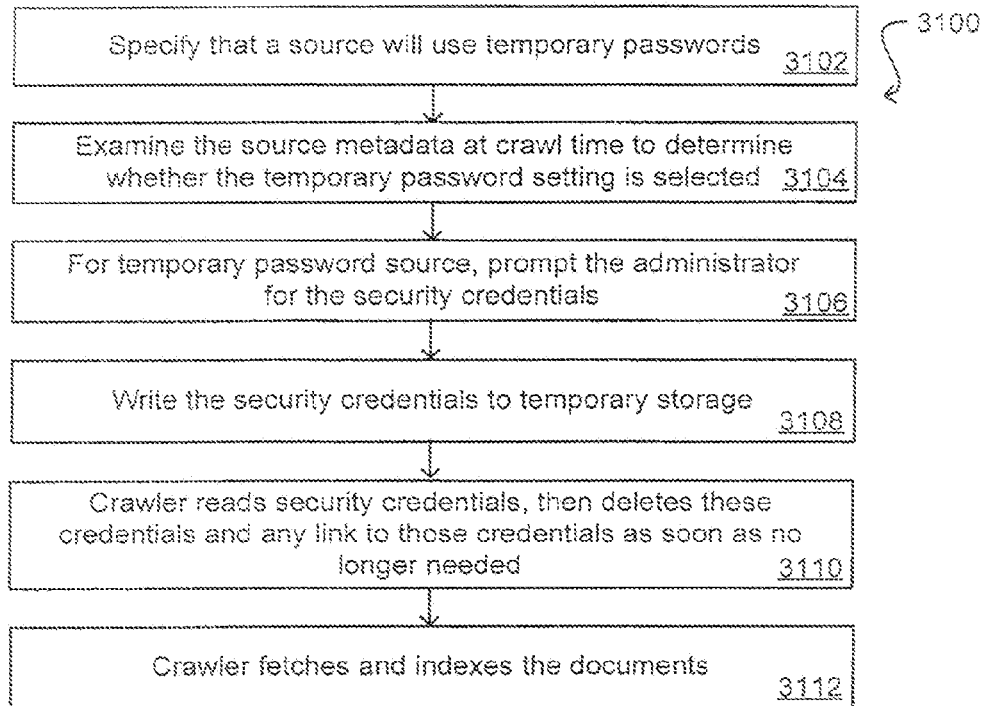 3100
Specify that a source will use temporary passwords
3102
Examine the source metadata at crawl time to determine
whether the temporary password setting is selected
3104
For temporary password source, prompt the administrator
for the security credentials
3106
Write the security credentials to temporary storage
3108
Crawler reads security credentials, then deletes these
credentials and any link to those credentials as soon as no
longer needed
3110
Crawler fetches and indexes the documents
3112